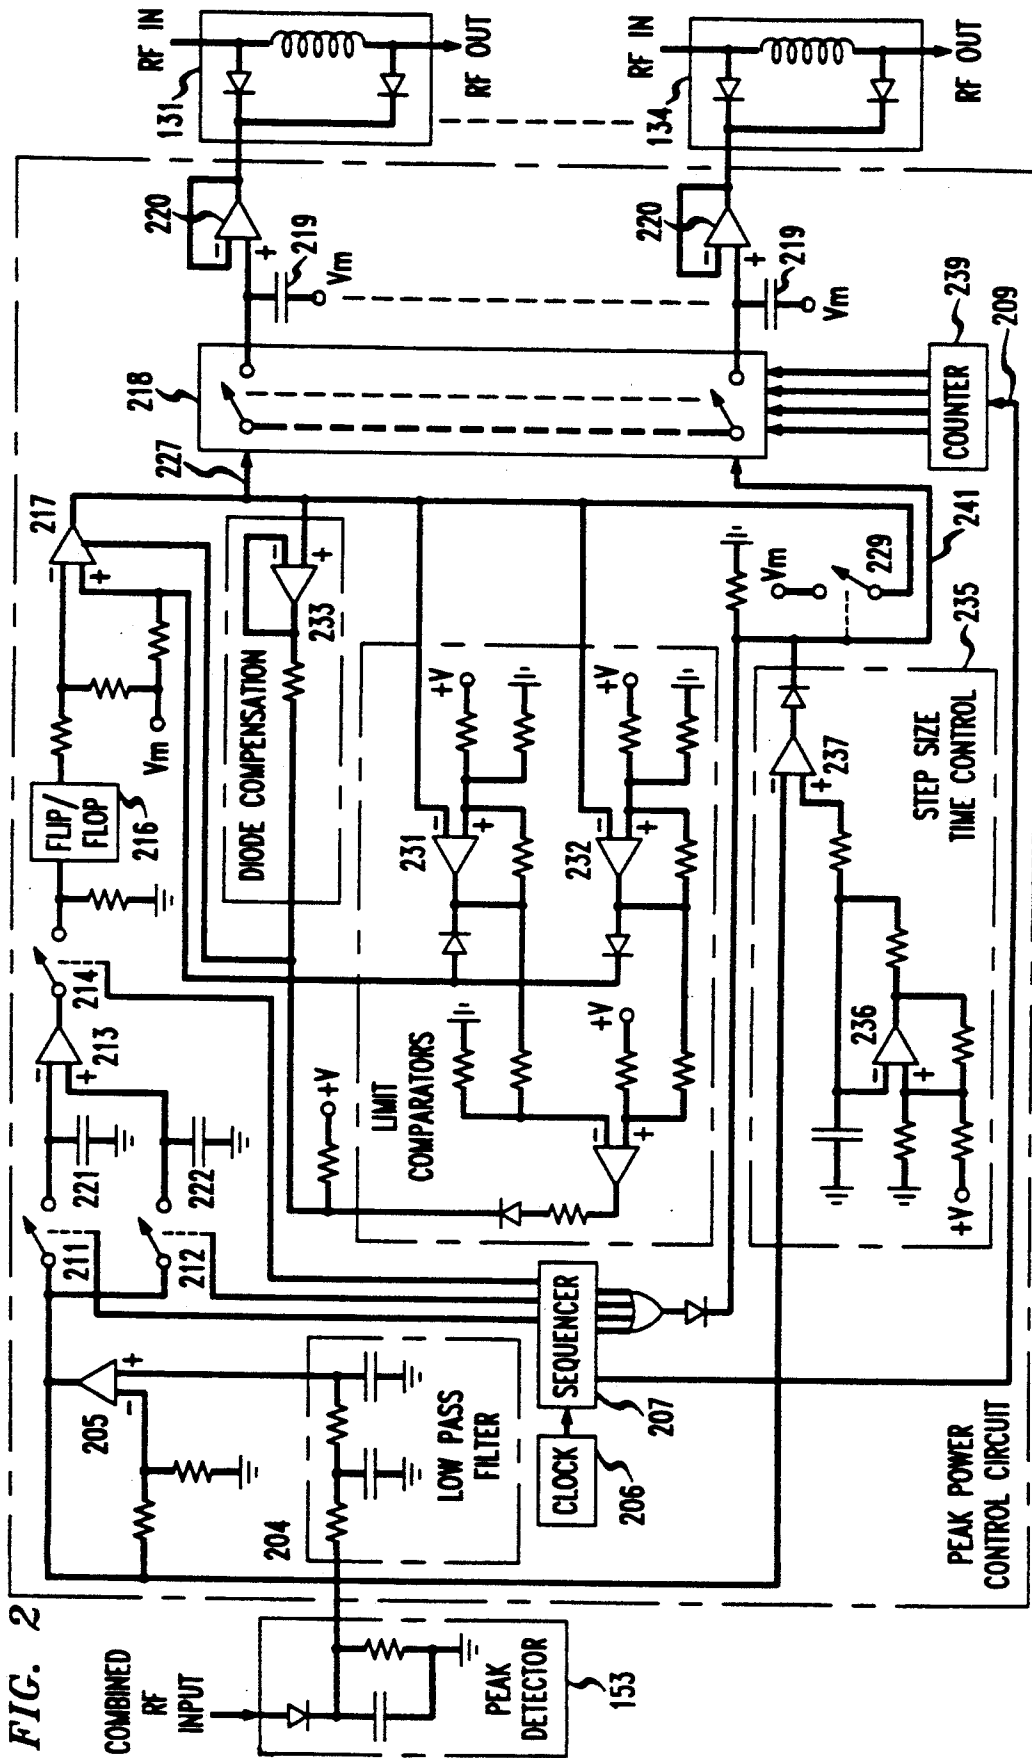 FIG. 2
COMBINED
RF
INPUT
PEAK
DETECTOR
153
204
LOW PASS
FILTER
205
-
+
211
212
221
222
213
-
+
214
FLIP/
FLOP
216
Vm
217
-
+
227
218
DIODE COMPENSATION
233
-
+
+V
LIMIT
COMPARATORS
231
-
+
+V
232
-
+
+V
+V
-
+
CLOCK
206
SEQUENCER
207
236
-
+
+V
237
-
+
STEP SIZE
TIME CONTROL
235
Vm
229
241
COUNTER
239
209
220
-
+
219
Vm
220
-
+
219
Vm
131
RF IN
RF OUT
134
RF IN
RF OUT
PEAK POWER
CONTROL CIRCUIT